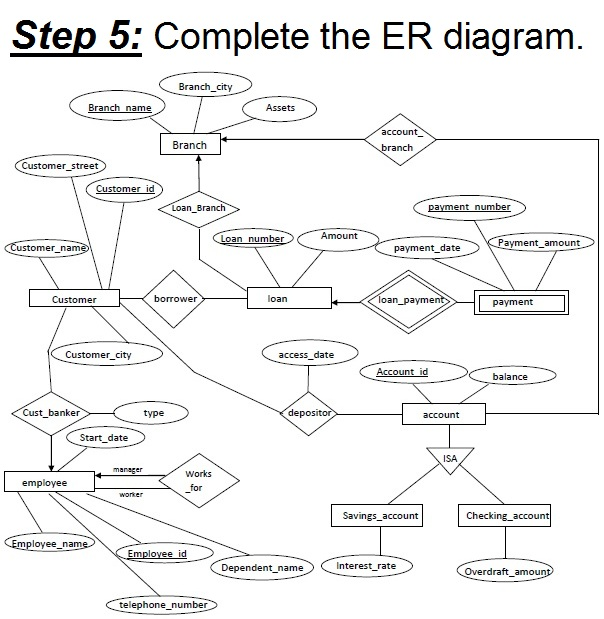 Step 5: Complete the ER diagram.
Branch_city
Branch_name
Assets
account_
branch
Branch
Customer_street
Customer_id
Loan_Branch
payment_number
Loan_number
Amount
Customer_name
payment_date
Payment_amount
Customer
borrower
loan
loan_payment
payment
Customer_city
access_date
Account_id
balance
Cust_banker
type
depositor
account
Start_date
ISA
manager
Works
_for
employee
worker
Savings_account
Checking_account
Employee_name
Employee_id
Dependent_name
Interest_rate
Overdraft_amount
telephone_number